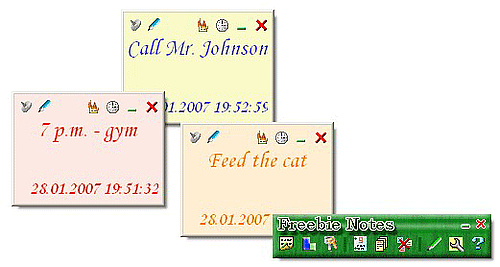 Call Mr. Johnson
01.2007 19:52:59
7 p.m. - gym
28.01.2007 19:51:32
Feed the cat
28.01.2007
Freebie Notes